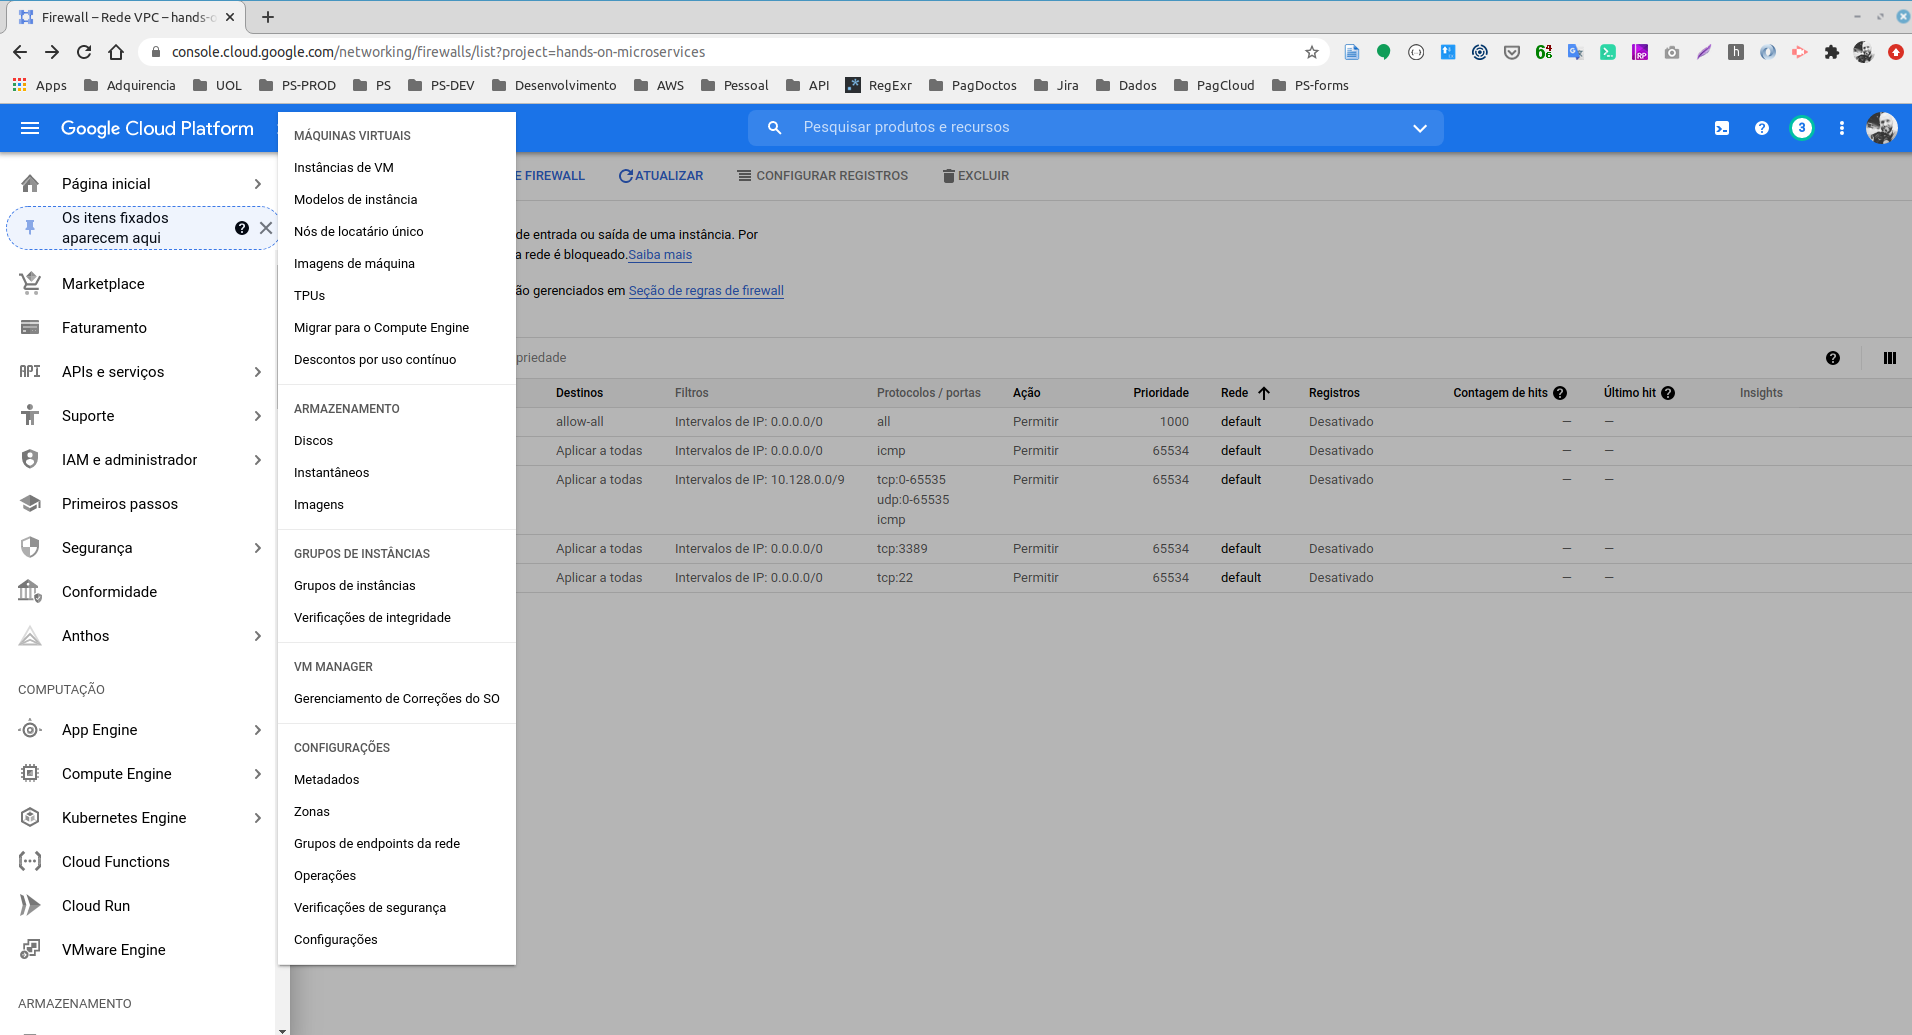 Firewall – Rede VPC – hands-o
console.cloud.google.com/networking/firewalls/list?project=hands-on-microservices
Apps Adquirencia UOL PS-PROD PS PS-DEV Desenvolvimento AWS Pessoal API RegExr PagDoctos Jira Dados PagCloud PS-forms
Google Cloud Platform
Pesquisar produtos e recursos
3
Página inicial
Os itens fixados
aparecem aqui
Marketplace
Faturamento
API APIs e serviços
Suporte
IAM e administrador
Primeiros passos
Segurança
Conformidade
Anthos
COMPUTAÇÃO
App Engine
Compute Engine
Kubernetes Engine
Cloud Functions
Cloud Run
VMware Engine
ARMAZENAMENTO
MÁQUINAS VIRTUAIS
Instâncias de VM
Modelos de instância
Nós de locatário único
Imagens de máquina
TPUs
Migrar para o Compute Engine
Descontos por uso contínuo
ARMAZENAMENTO
Discos
Instantâneos
Imagens
GRUPOS DE INSTÂNCIAS
Grupos de instâncias
Verificações de integridade
VM MANAGER
Gerenciamento de Correções do SO
CONFIGURAÇÕES
Metadados
Zonas
Grupos de endpoints da rede
Operações
Verificações de segurança
Configurações
E FIREWALL ATUALIZAR CONFIGURAR REGISTROS EXCLUIR
de entrada ou saída de uma instância. Por
a rede é bloqueado.Saiba mais
ão gerenciados em Seção de regras de firewall
priedade
Destinos Filtros Protocolos / portas Ação Prioridade Rede Registros Contagem de hits Último hit Insights
allow-all Intervalos de IP: 0.0.0.0/0 all Permitir 1000 default Desativado — —
Aplicar a todas Intervalos de IP: 0.0.0.0/0 icmp Permitir 65534 default Desativado — —
Aplicar a todas Intervalos de IP: 10.128.0.0/9 tcp:0-65535 Permitir 65534 default Desativado — —
udp:0-65535
icmp
Aplicar a todas Intervalos de IP: 0.0.0.0/0 tcp:3389 Permitir 65534 default Desativado — —
Aplicar a todas Intervalos de IP: 0.0.0.0/0 tcp:22 Permitir 65534 default Desativado — —